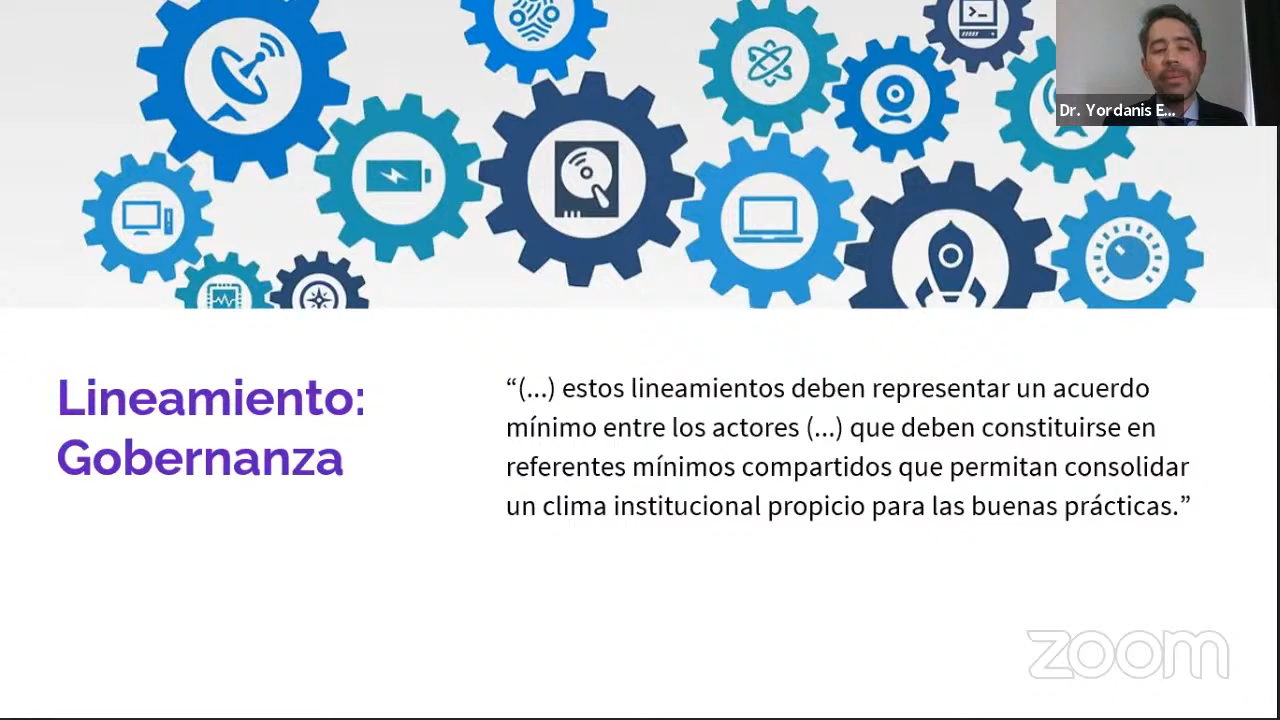 Dr. Yordanis E...
Lineamiento:
Gobernanza
“(...) estos lineamientos deben representar un acuerdo
mínimo entre los actores (...) que deben constituirse en
referentes mínimos compartidos que permitan consolidar
un clima institucional propicio para las buenas prácticas.”
zoom